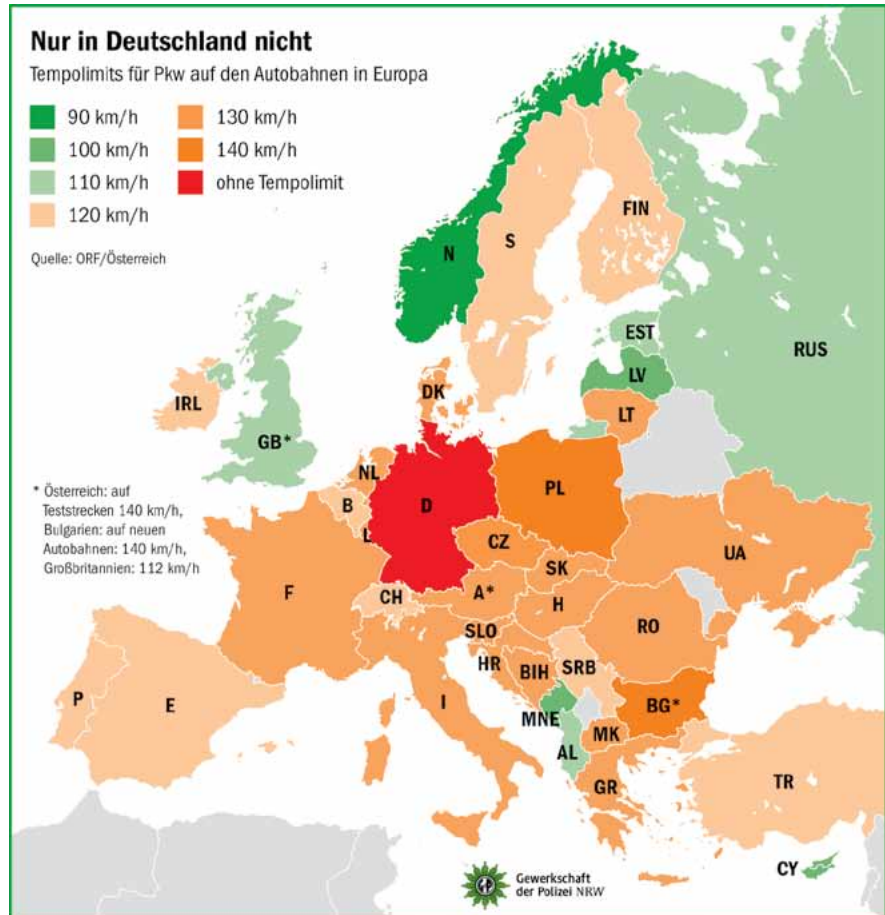 Nur in Deutschland nicht
Tempolimits für Pkw auf den Autobahnen in Europa
90 km/h
100 km/h
110 km/h
120 km/h
130 km/h
140 km/h
ohne Tempolimit
Quelle: ORF/Österreich
N
S
FIN
RUS
EST
LV
LT
DK
IRL
GB*
NL
B
L
D
PL
* Österreich: auf
Teststrecken 140 km/h,
Bulgarien: auf neuen
Autobahnen: 140 km/h,
Großbritannien: 112 km/h
CZ
SK
UA
F
CH
A*
H
RO
SLO
HR
BIH
SRB
P
E
I
MNE
BG*
MK
AL
GR
TR
CY
GdP
Gewerkschaft
der Polizei NRW